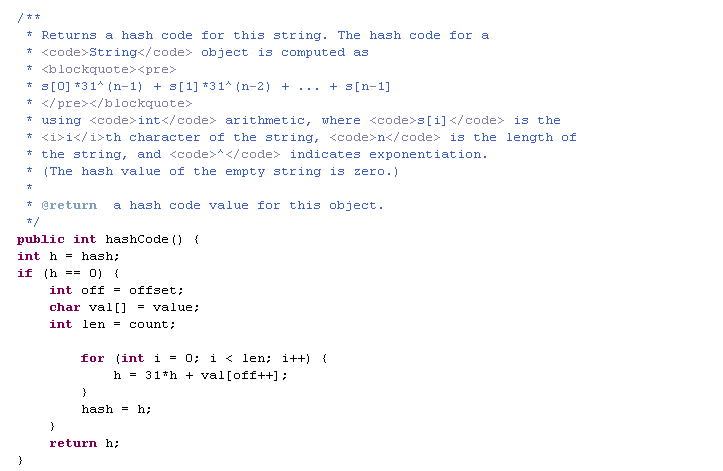 /**
 * Returns a hash code for this string. The hash code for a
 * <code>String</code> object is computed as
 * <blockquote><pre>
 * s[0]*31^(n-1) + s[1]*31^(n-2) + ... + s[n-1]
 * </pre></blockquote>
 * using <code>int</code> arithmetic, where <code>s[i]</code> is the
 * <i>i</i>th character of the string, <code>n</code> is the length of
 * the string, and <code>^</code> indicates exponentiation.
 * (The hash value of the empty string is zero.)
 *
 * @return  a hash code value for this object.
 */
public int hashCode() {
int h = hash;
if (h == 0) {
    int off = offset;
    char val[] = value;
    int len = count;

        for (int i = 0; i < len; i++) {
            h = 31*h + val[off++];
        }
        hash = h;
    }
    return h;
}